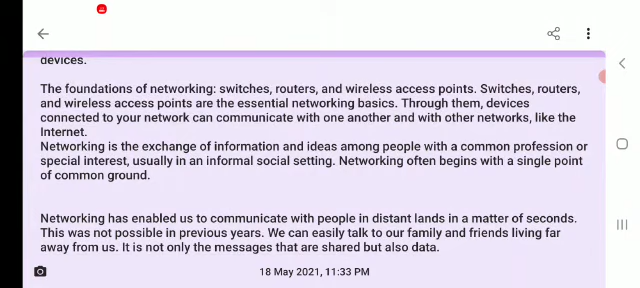 devices.
The foundations of networking: switches, routers, and wireless access points. Switches, routers,
and wireless access points are the essential networking basics. Through them, devices
connected to your network can communicate with one another and with other networks, like the
Internet.
Networking is the exchange of information and ideas among people with a common profession or
special interest, usually in an informal social setting. Networking often begins with a single point
of common ground.
Networking has enabled us to communicate with people in distant lands in a matter of seconds.
This was not possible in previous years. We can easily talk to our family and friends living far
away from us. It is not only the messages that are shared but also data.
18 May 2021, 11:33 PM